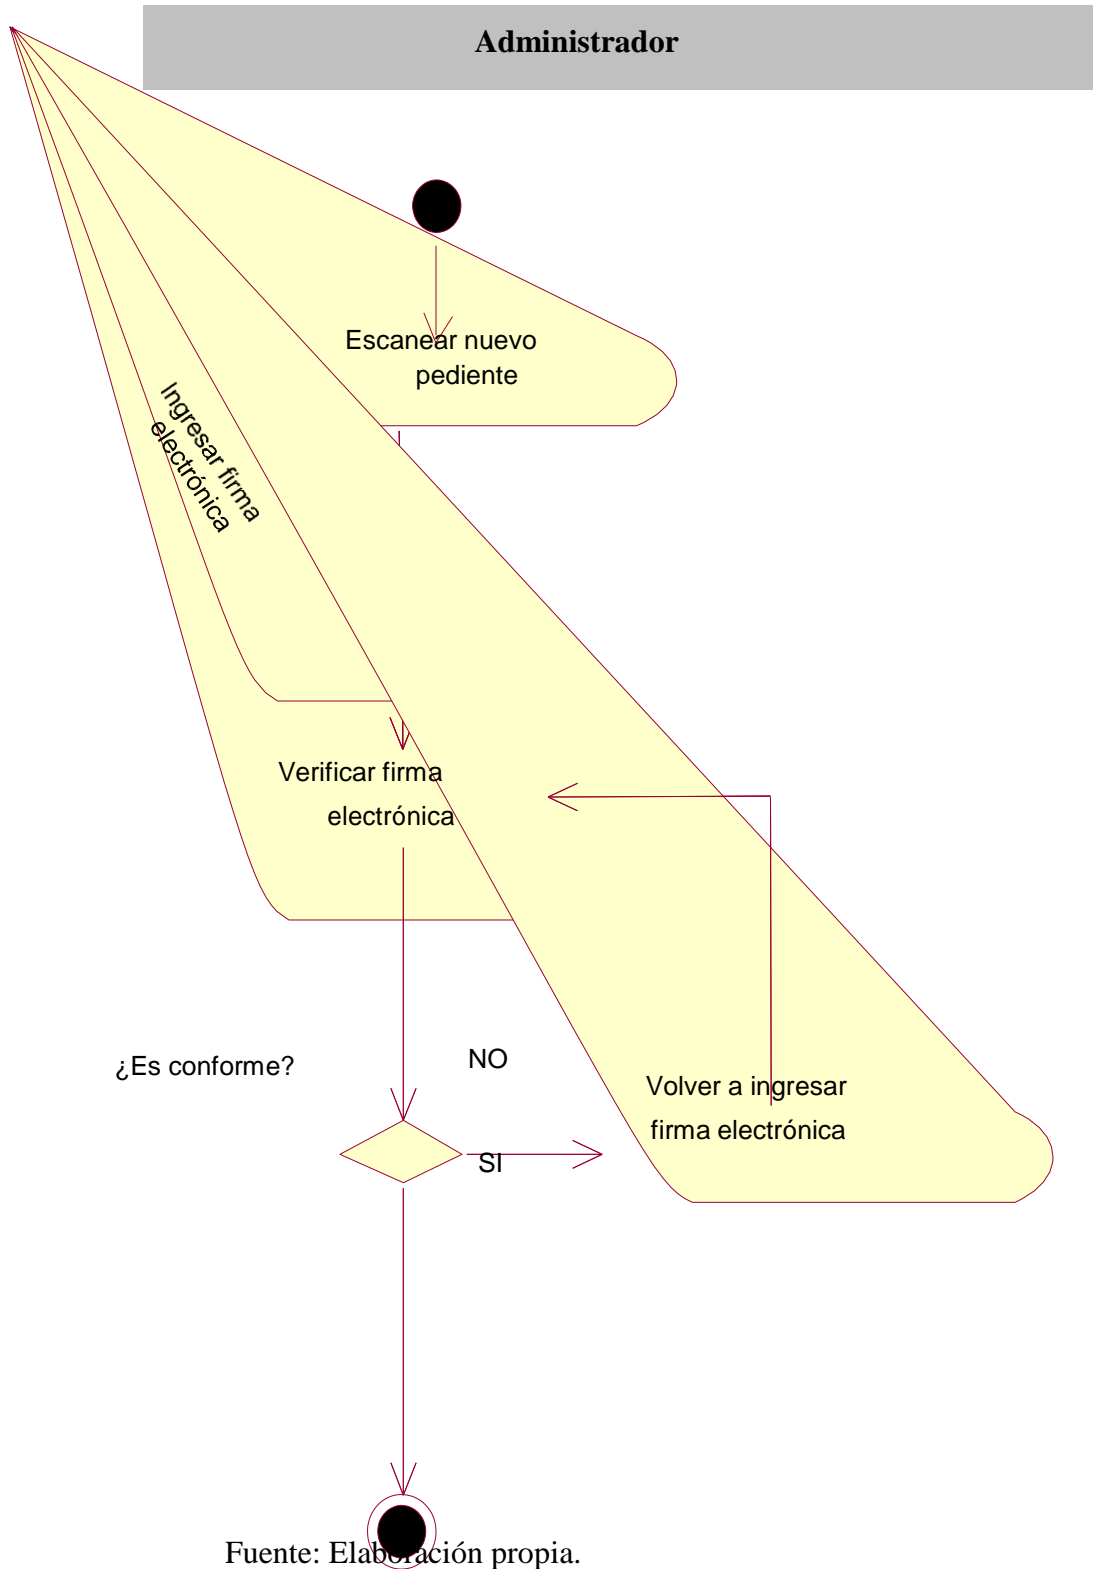 Administrador
Escanear nuevo
pediente
Ingresar firma
electrónica
Verificar firma
electrónica
¿Es conforme?
NO
Volver a ingresar
firma electrónica
SI
Fuente: Elaboración propia.